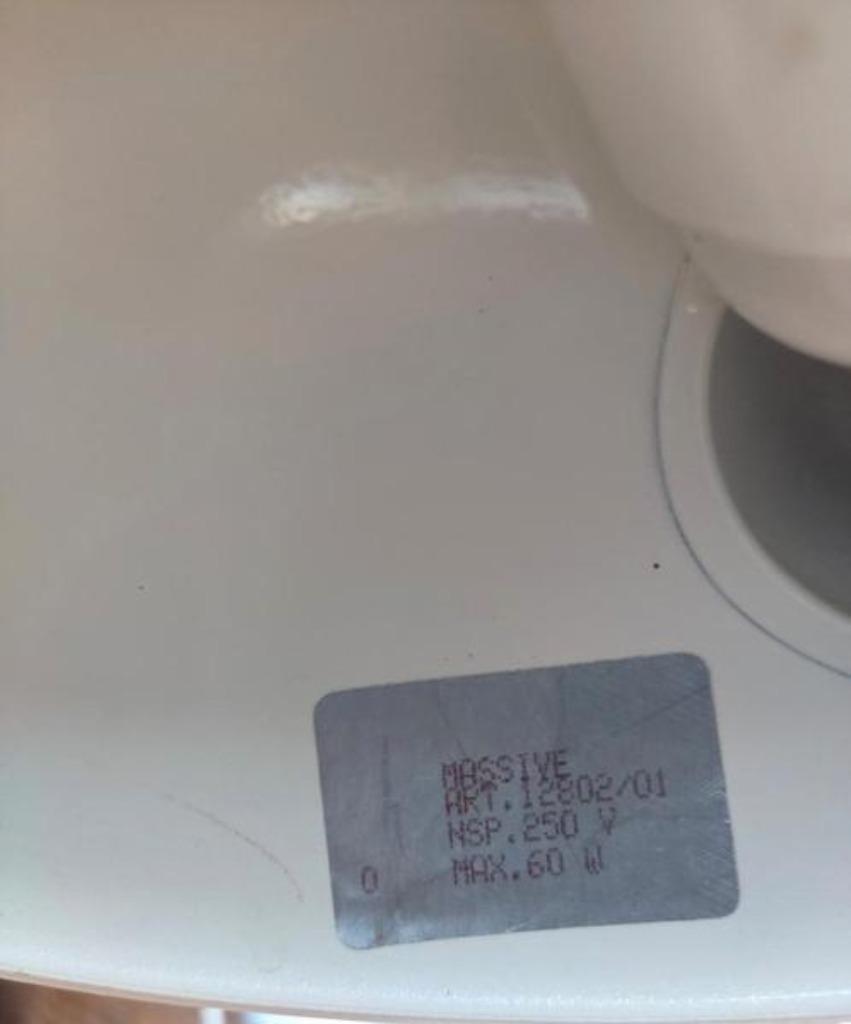 MASSIVE
ART.12802/01
NSP.250 V
MAX.60 W
0